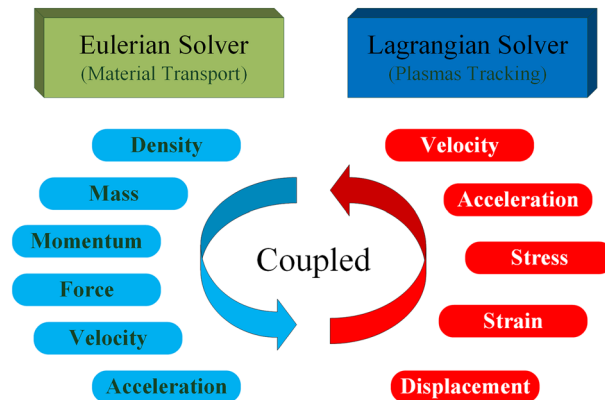 Eulerian Solver
(Material Transport)
Lagrangian Solver
(Plasmas Tracking)
Density
Mass
Momentum
Force
Velocity
Acceleration
Coupled
Velocity
Acceleration
Stress
Strain
Displacement